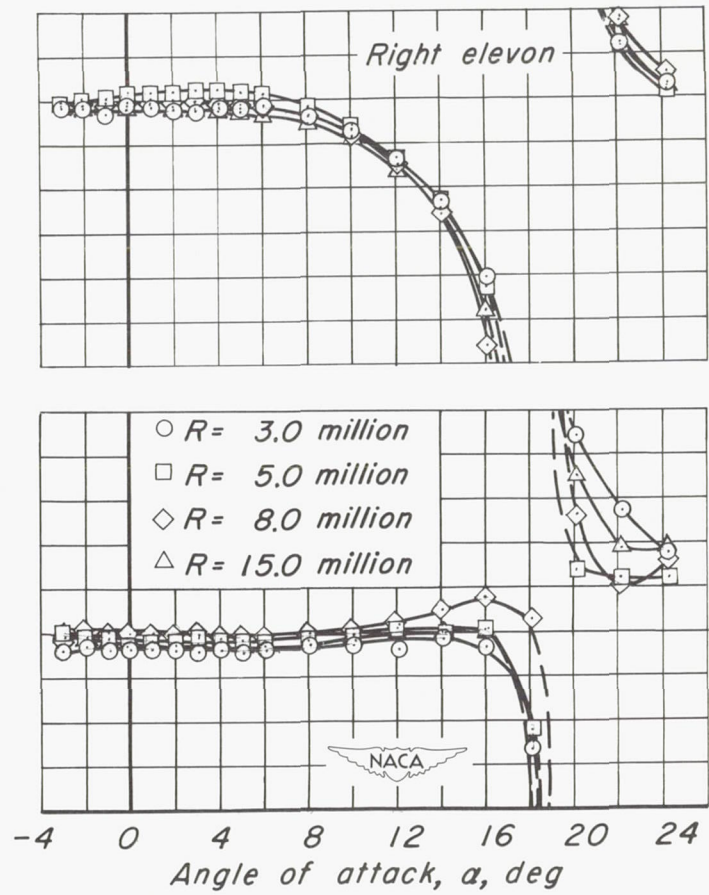 Right elevon
R = 3.0 million
R = 5.0 million
R = 8.0 million
R = 15.0 million
NACA
-4 0 4 8 12 16 20 24
Angle of attack, α, deg